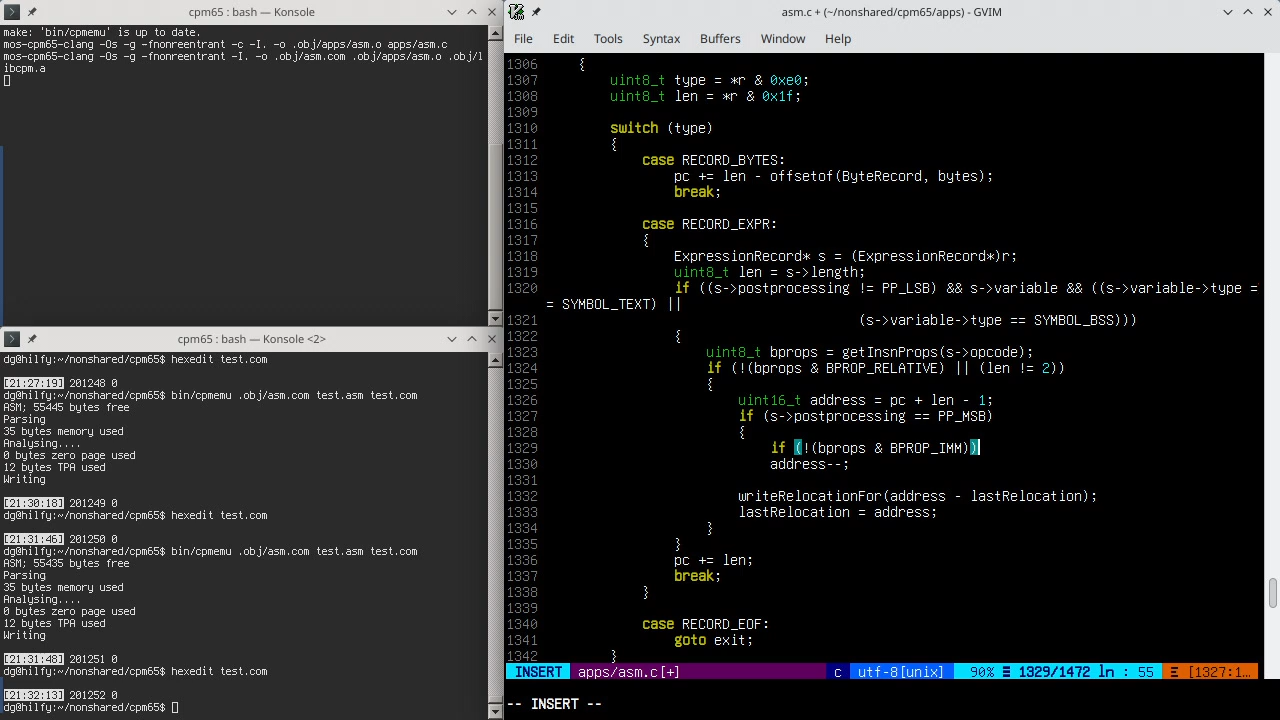 cpm65 : bash — Konsole
make: 'bin/cpmemu' is up to date.
mos-cpm65-clang -Os -g -fnonreentrant -c -I. -o .obj/apps/asm.o apps/asm.c
mos-cpm65-clang -Os -g -fnonreentrant -I. -o .obj/asm.com .obj/apps/asm.o .obj/l
ibcpm.a
cpm65 : bash — Konsole <2>
dg@hilfy:~/nonshared/cpm65$ hexedit test.com
[21:27:19] 201248 0
dg@hilfy:~/nonshared/cpm65$ bin/cpmemu .obj/asm.com test.asm test.com
ASM; 55445 bytes free
Parsing
35 bytes memory used
Analysing....
0 bytes zero page used
12 bytes TPA used
Writing
[21:30:18] 201249 0
dg@hilfy:~/nonshared/cpm65$ hexedit test.com
[21:31:46] 201250 0
dg@hilfy:~/nonshared/cpm65$ bin/cpmemu .obj/asm.com test.asm test.com
ASM; 55435 bytes free
Parsing
35 bytes memory used
Analysing....
0 bytes zero page used
12 bytes TPA used
Writing
[21:31:48] 201251 0
dg@hilfy:~/nonshared/cpm65$ hexedit test.com
[21:32:13] 201252 0
dg@hilfy:~/nonshared/cpm65$
asm.c + (~/nonshared/cpm65/apps) - GVIM
File Edit Tools Syntax Buffers Window Help
1306 {
1307 uint8_t type = *r & 0xe0;
1308 uint8_t len = *r & 0x1f;
1309
1310 switch (type)
1311 {
1312 case RECORD_BYTES:
1313 pc += len - offsetof(ByteRecord, bytes);
1314 break;
1315
1316 case RECORD_EXPR:
1317 {
1318 ExpressionRecord* s = (ExpressionRecord*)r;
1319 uint8_t len = s->length;
1320 if ((s->postprocessing != PP_LSB) && s->variable && ((s->variable->type =
= SYMBOL_TEXT) ||
1321 (s->variable->type == SYMBOL_BSS)))
1322 {
1323 uint8_t bprops = getInsnProps(s->opcode);
1324 if (!(bprops & BPROP_RELATIVE) || (len != 2))
1325 {
1326 uint16_t address = pc + len - 1;
1327 if (s->postprocessing == PP_MSB)
1328 {
1329 if (!(bprops & BPROP_IMM))
1330 address--;
1331
1332 writeRelocationFor(address - lastRelocation);
1333 lastRelocation = address;
1334 }
1335 }
1336 pc += len;
1337 break;
1338 }
1339
1340 case RECORD_EOF:
1341 goto exit;
1342 }
INSERT apps/asm.c[+] c utf-8[unix] 90% ☰ 1329/1472 ln : 55 ☰ [1327:1...
-- INSERT --